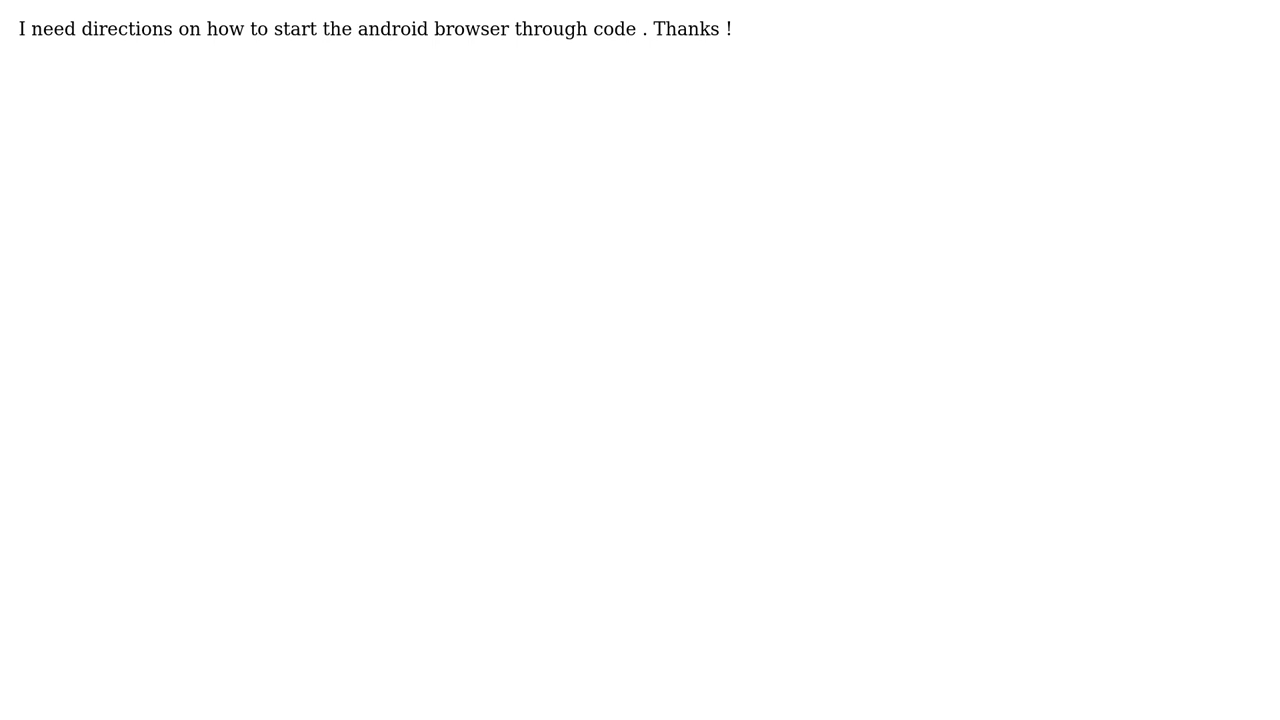 I need directions on how to start the android browser through code . Thanks !